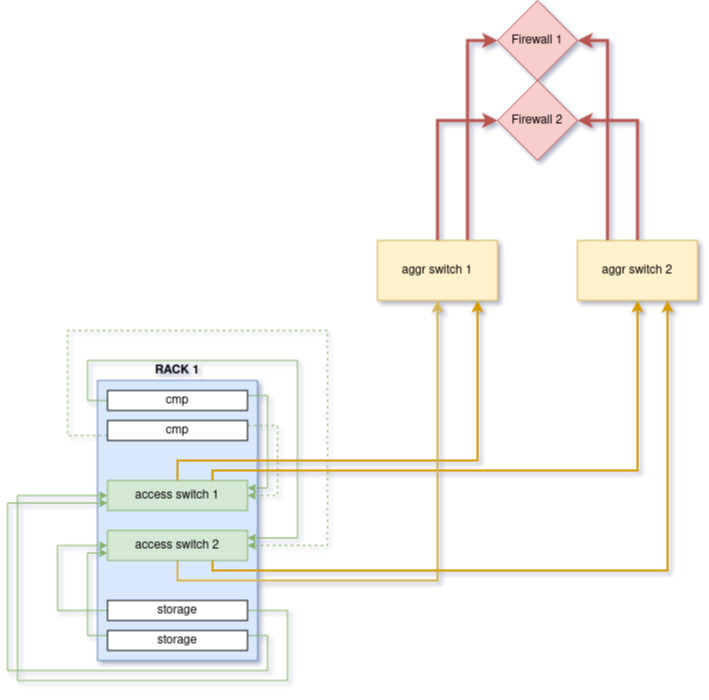 Firewall 1
Firewall 2
aggr switch 1
aggr switch 2
RACK 1
cmp
cmp
access switch 1
access switch 2
storage
storage